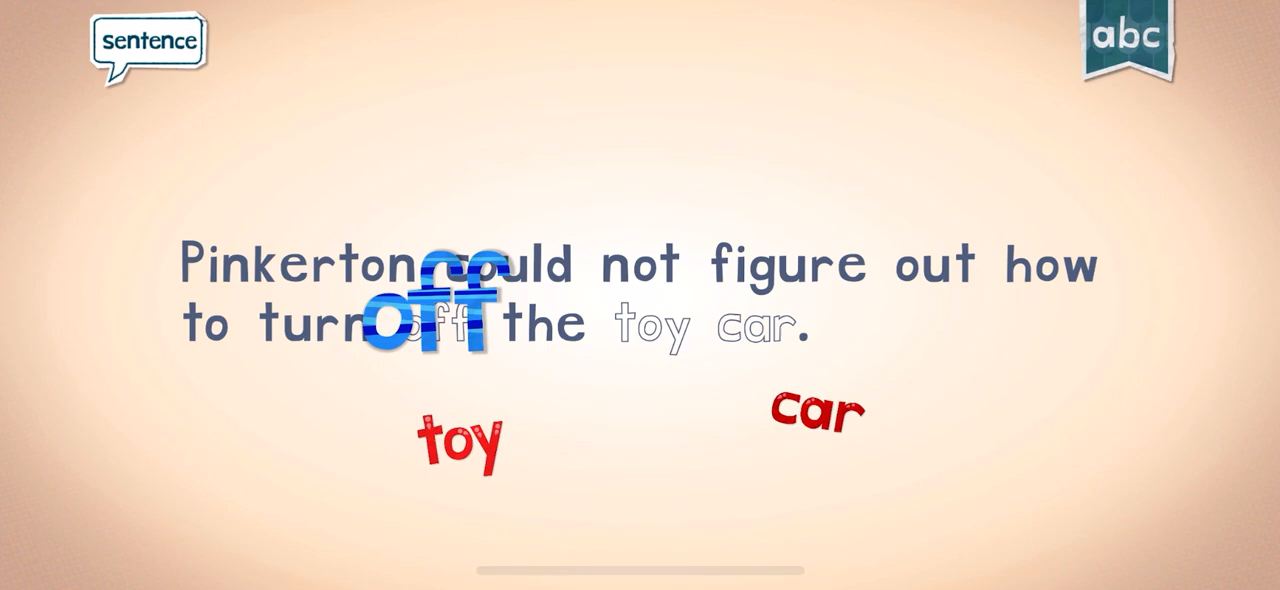 sentence
abc
Pinkerton could not figure out how
to turn off the toy car.
off
car
toy